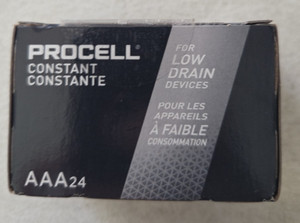 PROCELL®
CONSTANT
CONSTANTE
FOR
LOW
DRAIN
DEVICES
POUR LES
APPAREILS
À FAIBLE
CONSOMMATION
AAA24